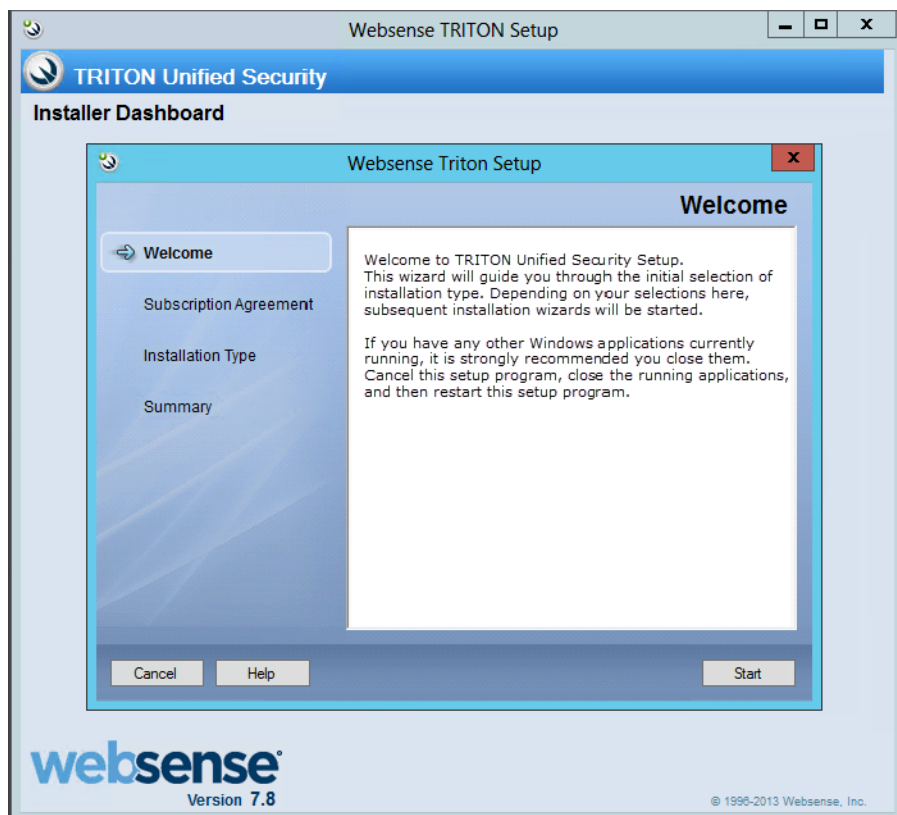 Websense TRITON Setup
TRITON Unified Security
Installer Dashboard
Websense Triton Setup
Welcome
Welcome
Subscription Agreement
Installation Type
Summary
Welcome to TRITON Unified Security Setup.
This wizard will guide you through the initial selection of
installation type. Depending on your selections here,
subsequent installation wizards will be started.
If you have any other Windows applications currently
running, it is strongly recommended you close them.
Cancel this setup program, close the running applications,
and then restart this setup program.
Cancel
Help
Start
websense
Version 7.8
© 1996-2013 Websense, Inc.